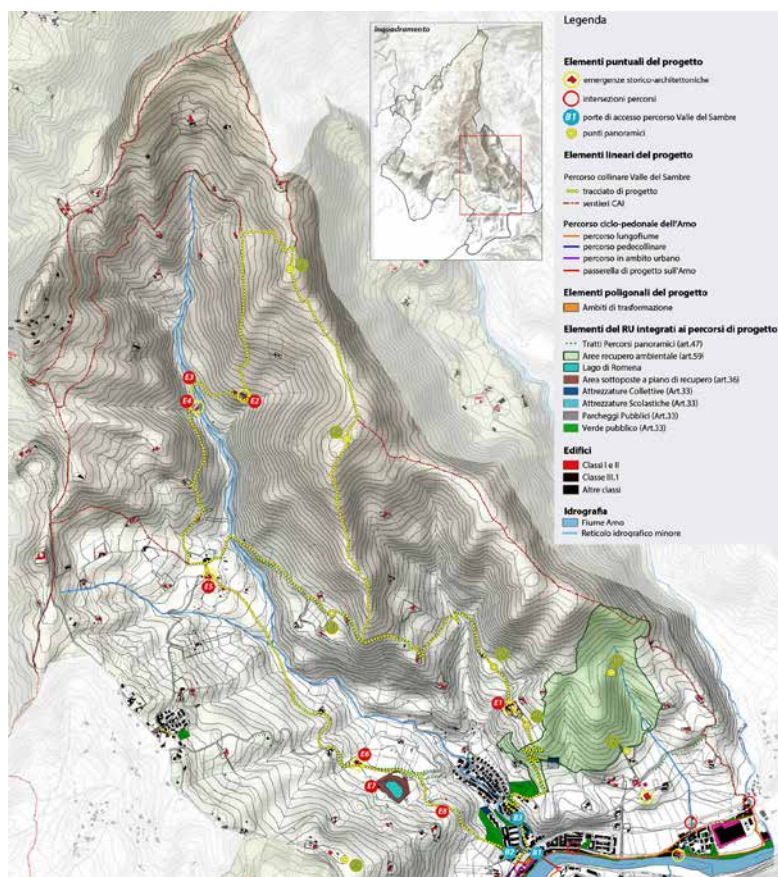 inquadramento
Legenda
Elementi puntuali del progetto
emergenze storico-architettoniche
intersezioni percorsi
B1 porte di accesso percorso Valle del Sambre
punti panoramici
Elementi lineari del progetto
Percorso collinare Valle del Sambre
tracciato di progetto
sentieri CAI
Percorso ciclo-pedonale dell'Arno
percorso lungofiume
percorso pedecollinare
percorso in ambito urbano
passerella di progetto sull'Arno
Elementi poligonali del progetto
Ambiti di trasformazione
Elementi del RU integrati ai percorsi di progetto
Tratti Percorsi panoramici (art.47)
Aree recupero ambientale (art.59)
Lago di Romena
Area sottoposte a piano di recupero (art.36)
Attrezzature Collettive (Art.33)
Attrezzature Scolastiche (Art.33)
Parcheggi Pubblici (Art.33)
Verde pubblico (Art.33)
Edifici
Classi I e II
Classe III.1
Altre classi
Idrografia
Fiume Arno
Reticolo idrografico minore
E3
E4
E2
E5
E1
E6
E7
E8
B3
B2
B1